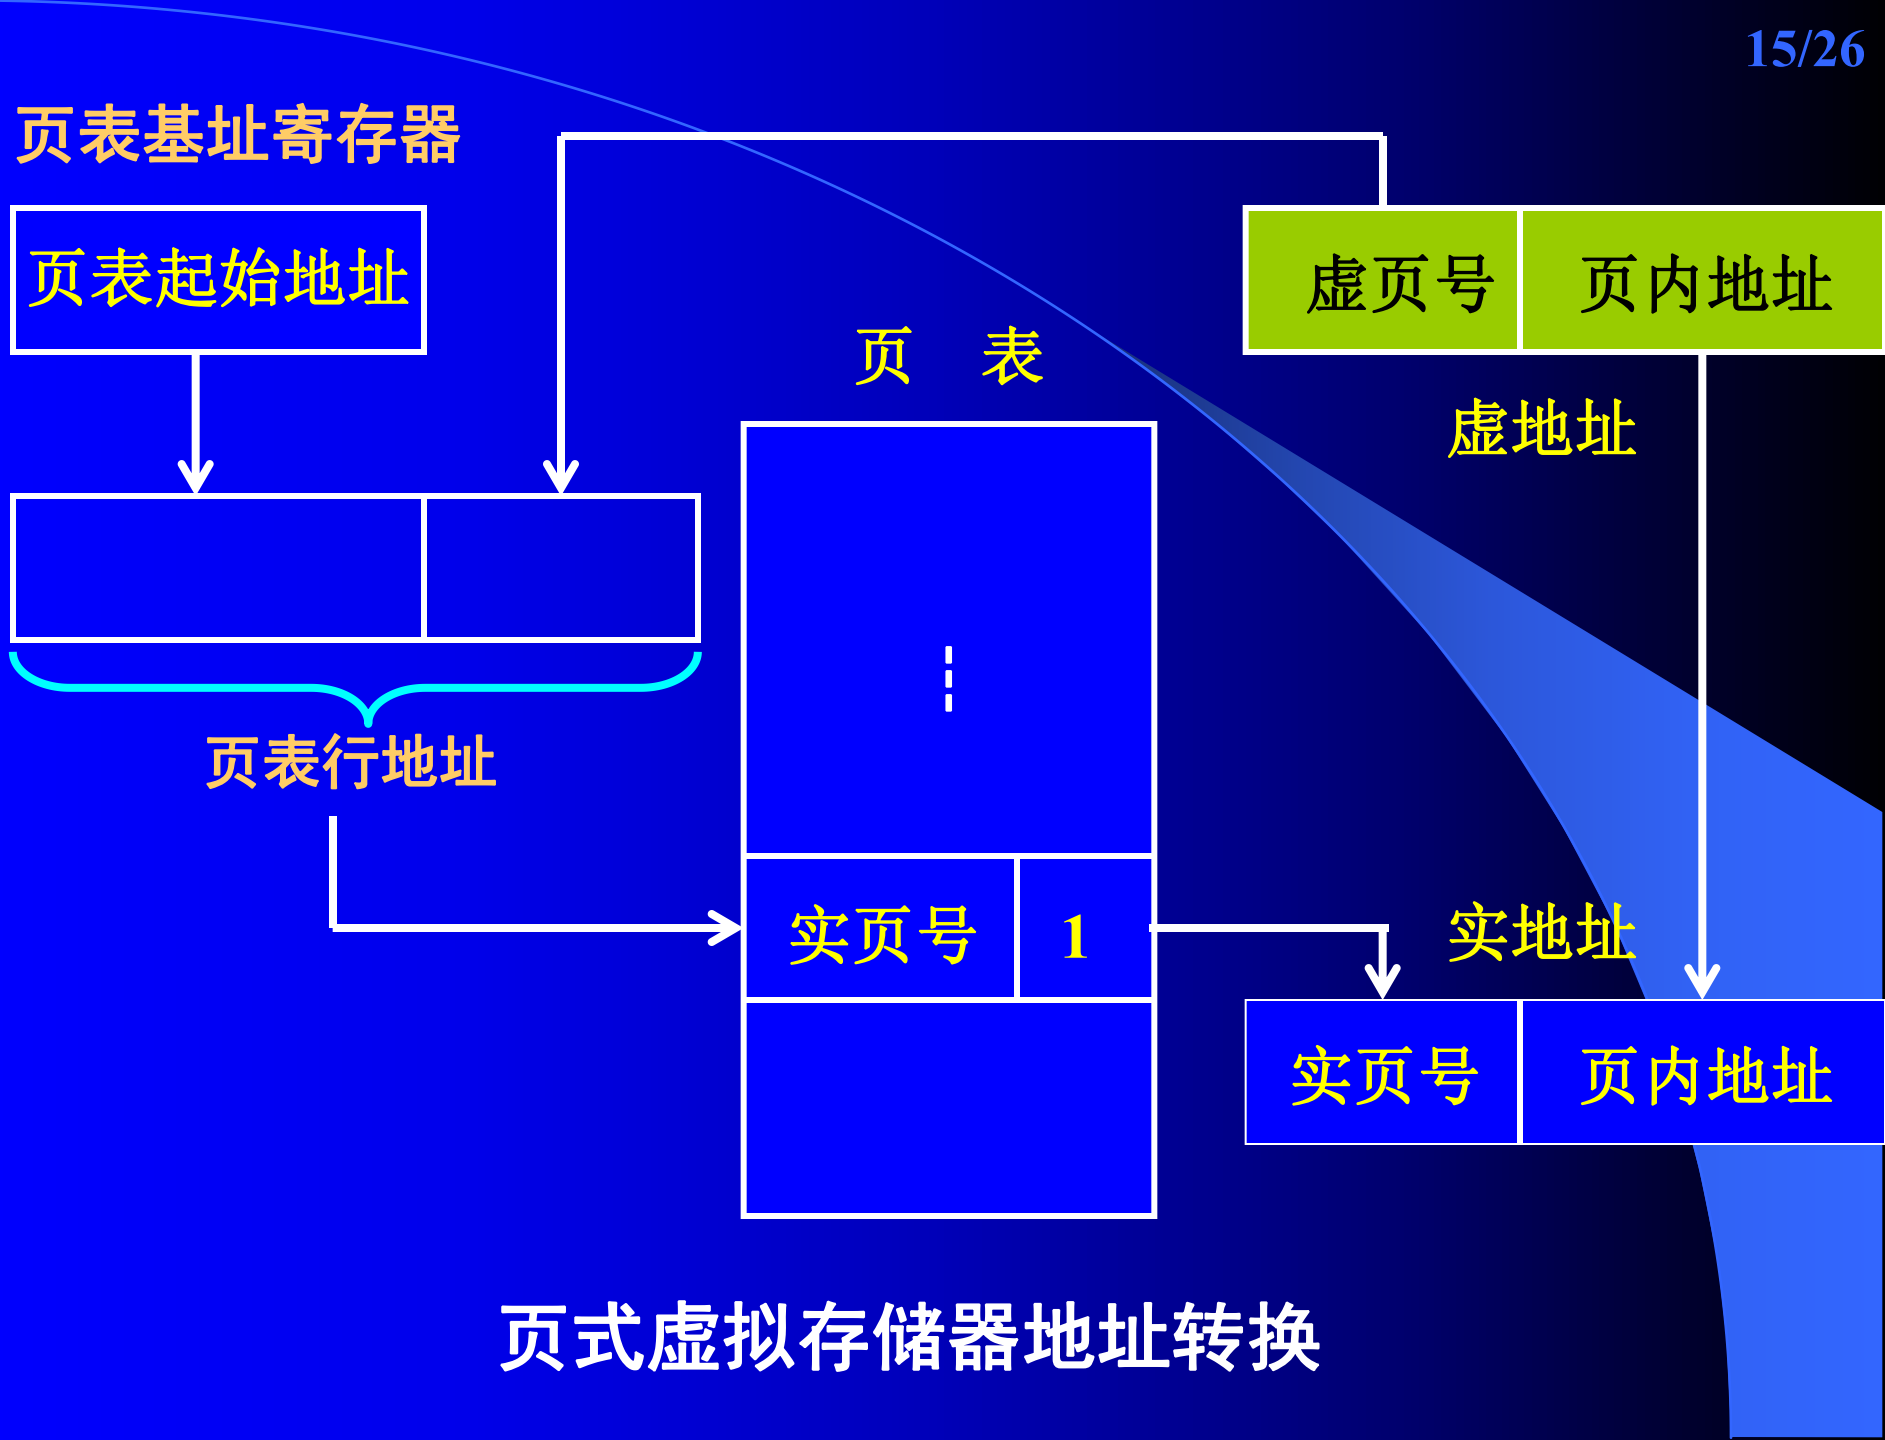 15/26
页表基址寄存器
页表起始地址
虚页号 页内地址
页 表
虚地址
页表行地址
实页号 1
实地址
实页号 页内地址
页式虚拟存储器地址转换